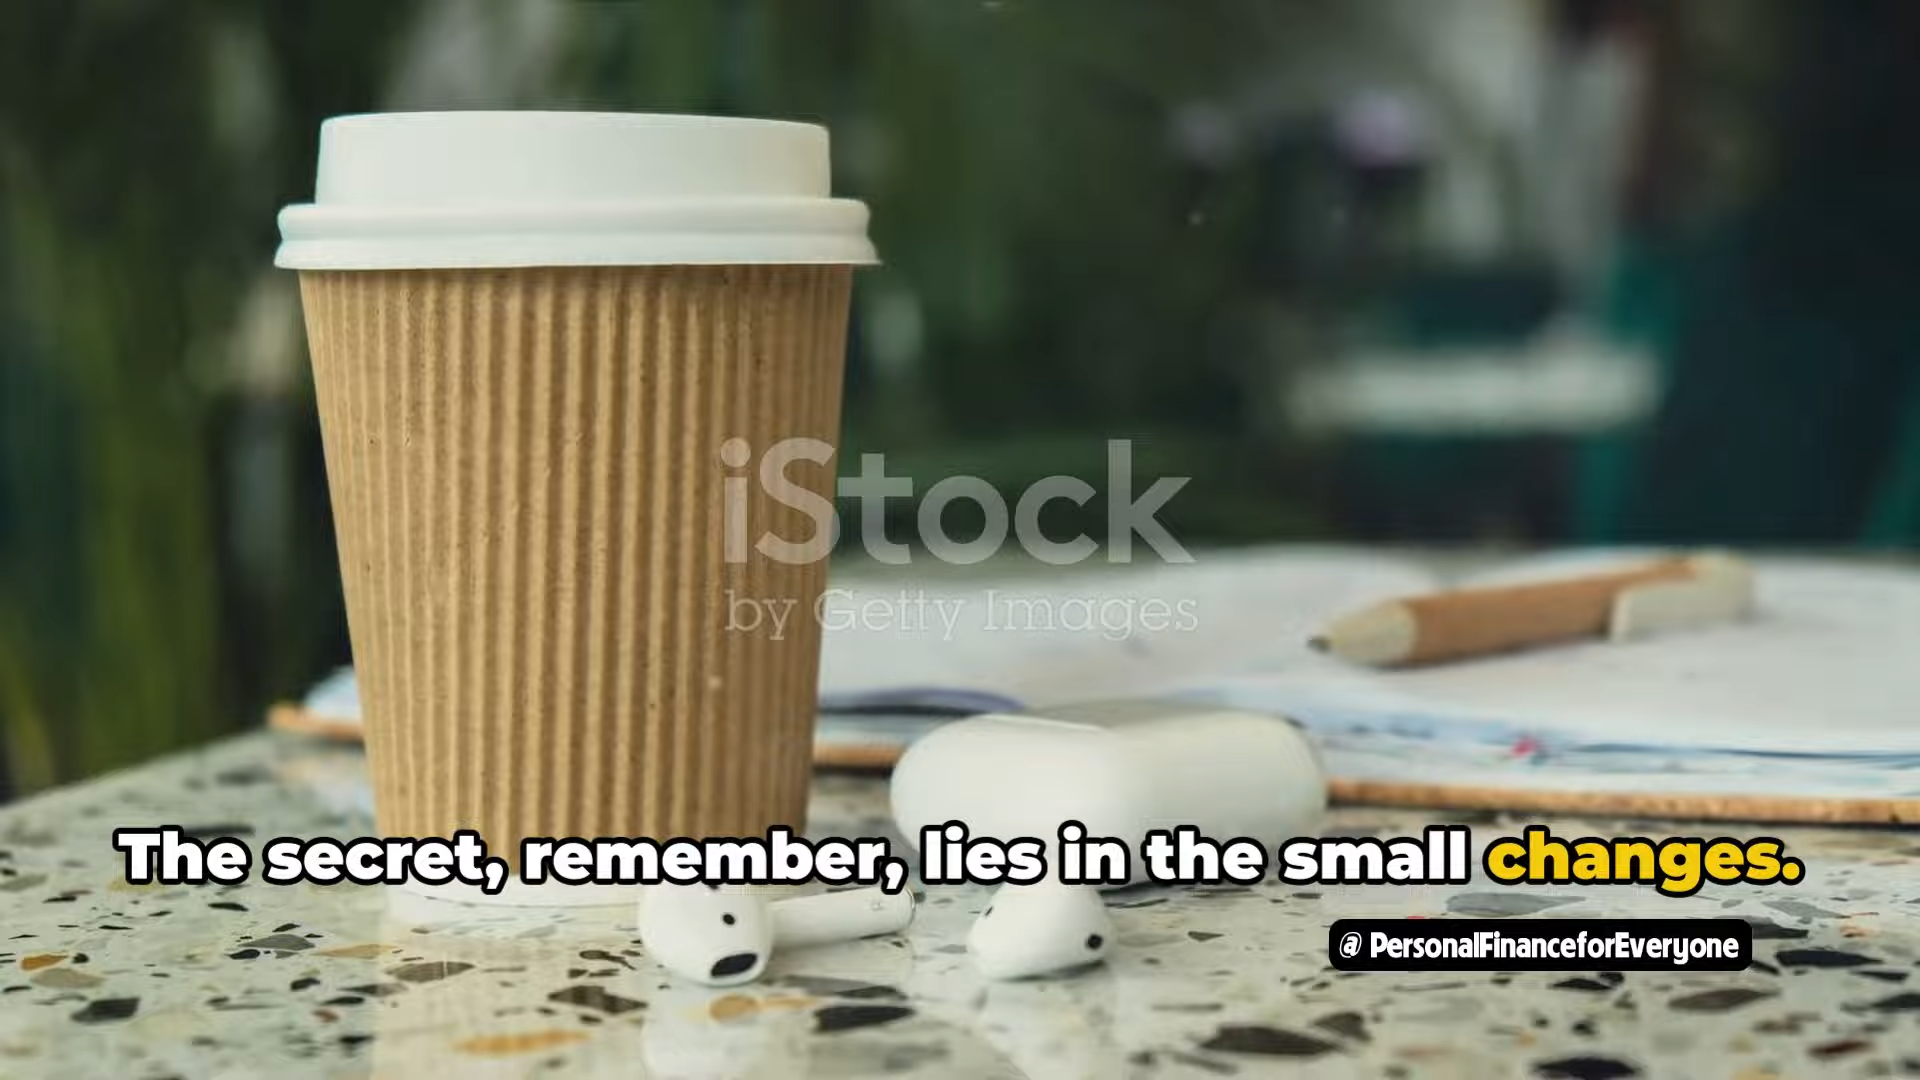 iStock
by Getty Images
The secret, remember, lies in the small changes.
@ PersonalFinanceforEveryone